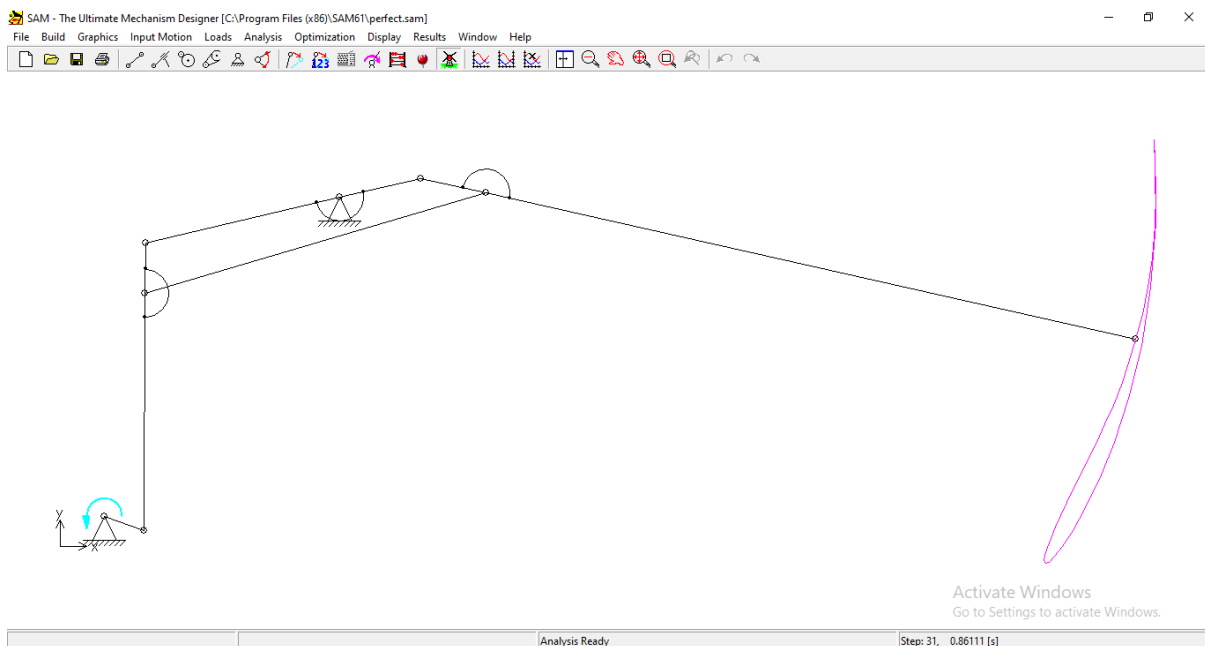 SAM - The Ultimate Mechanism Designer [C:\Program Files (x86)\SAM61\perfect.sam]
File Build Graphics Input Motion Loads Analysis Optimization Display Results Window Help
123
Y
X
Activate Windows
Go to Settings to activate Windows.
Analysis Ready
Step: 31, 0.86111 [s]